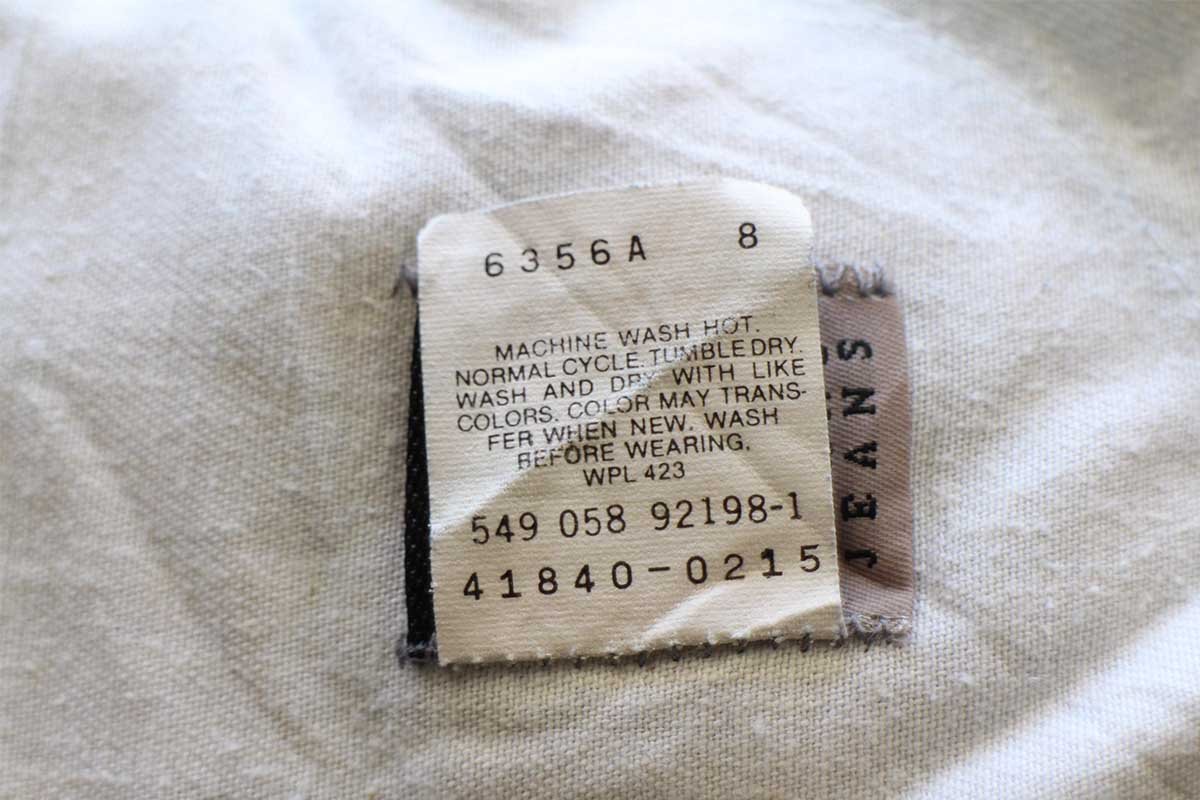 6356A 8
MACHINE WASH HOT.
NORMAL CYCLE. TUMBLE DRY.
WASH AND DRY WITH LIKE
COLORS. COLOR MAY TRANS-
FER WHEN NEW. WASH
BEFORE WEARING.
WPL 423
549 058 92198-1
41840-0215
JEANS